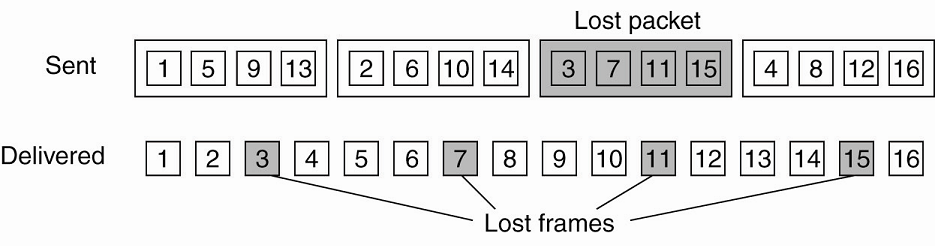 Lost packet
Sent 1 5 9 13 2 6 10 14 3 7 11 15 4 8 12 16
Delivered 1 2 3 4 5 6 7 8 9 10 11 12 13 14 15 16
Lost frames